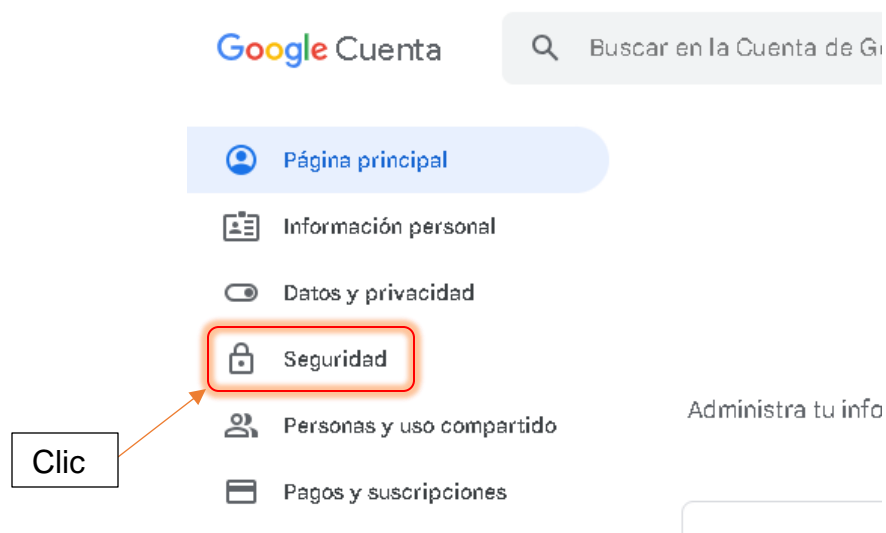 Google Cuenta
Buscar en la Cuenta de G
Página principal
Información personal
Datos y privacidad
Seguridad
Personas y uso compartido
Administra tu info
Clic
Pagos y suscripciones